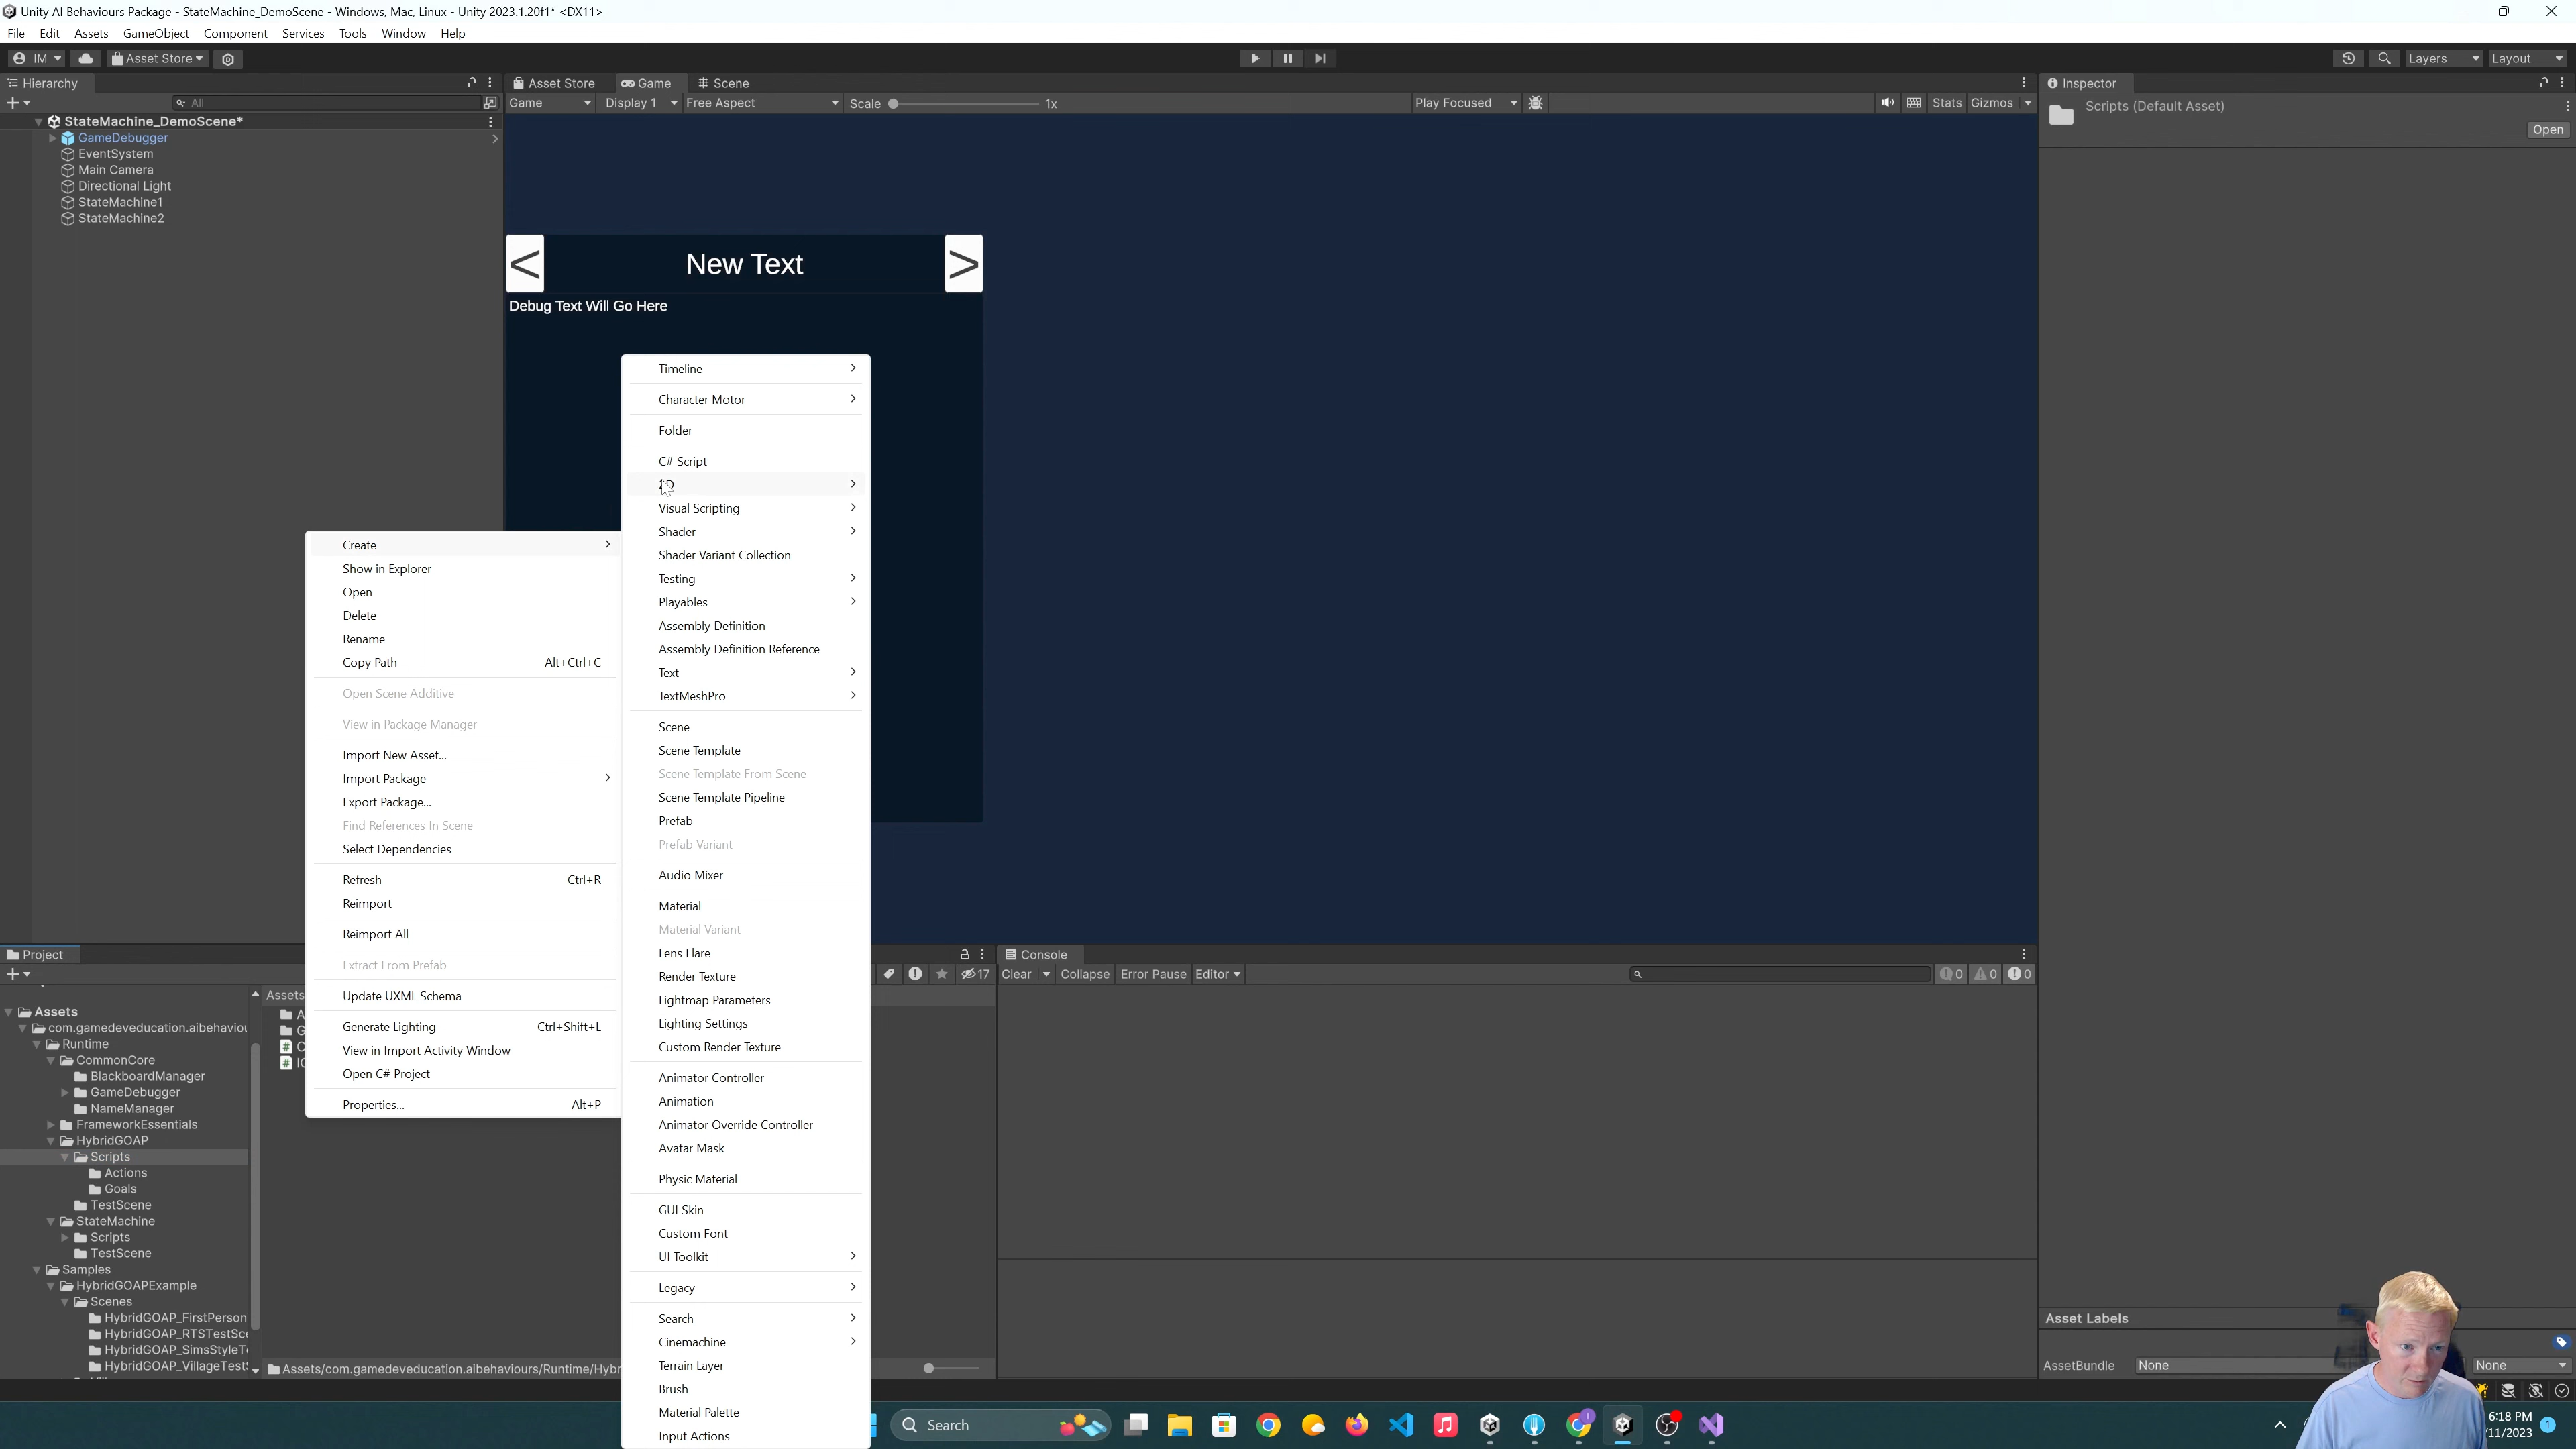 Unity AI Behaviours Package - StateMachine_DemoScene - Windows, Mac, Linux - Unity 2023.1.20f1* <DX11>
File Edit Assets GameObject Component Services Tools Window Help
IM Asset Store Layers Layout
Hierarchy
All
StateMachine_DemoScene*
GameDebugger
EventSystem
Main Camera
Directional Light
StateMachine1
StateMachine2
Asset Store Game Scene
Game Display 1 Free Aspect Scale 1x Play Focused Stats Gizmos
< New Text >
Debug Text Will Go Here
Inspector
Scripts (Default Asset)
Open
Create
Show in Explorer
Open
Delete
Rename
Copy Path Alt+Ctrl+C
Open Scene Additive
View in Package Manager
Import New Asset...
Import Package
Export Package...
Find References In Scene
Select Dependencies
Refresh Ctrl+R
Reimport
Reimport All
Extract From Prefab
Update UXML Schema
Generate Lighting Ctrl+Shift+L
View in Import Activity Window
Open C# Project
Properties... Alt+P
Timeline
Character Motor
Folder
C# Script
Visual Scripting
Shader
Shader Variant Collection
Testing
Playables
Assembly Definition
Assembly Definition Reference
Text
TextMeshPro
Scene
Scene Template
Scene Template From Scene
Scene Template Pipeline
Prefab
Prefab Variant
Audio Mixer
Material
Material Variant
Lens Flare
Render Texture
Lightmap Parameters
Lighting Settings
Custom Render Texture
Animator Controller
Animation
Animator Override Controller
Avatar Mask
Physic Material
GUI Skin
Custom Font
UI Toolkit
Legacy
Search
Cinemachine
Terrain Layer
Brush
Material Palette
Input Actions
Project
17
Assets
com.gamedeveducation.aibehaviou
Runtime
CommonCore
BlackboardManager
GameDebugger
NameManager
FrameworkEssentials
HybridGOAP
Scripts
Actions
Goals
TestScene
StateMachine
Scripts
TestScene
Samples
HybridGOAPExample
Scenes
HybridGOAP_FirstPerson
HybridGOAP_RTSTestSce
HybridGOAP_SimsStyleT
HybridGOAP_VillageTest
Assets
A
G
C
IC
Assets/com.gamedeveducation.aibehaviours/Runtime/Hybr
Console
Clear Collapse Error Pause Editor 0 0 0
Asset Labels
AssetBundle None None
Search
6:18 PM
/11/2023
1